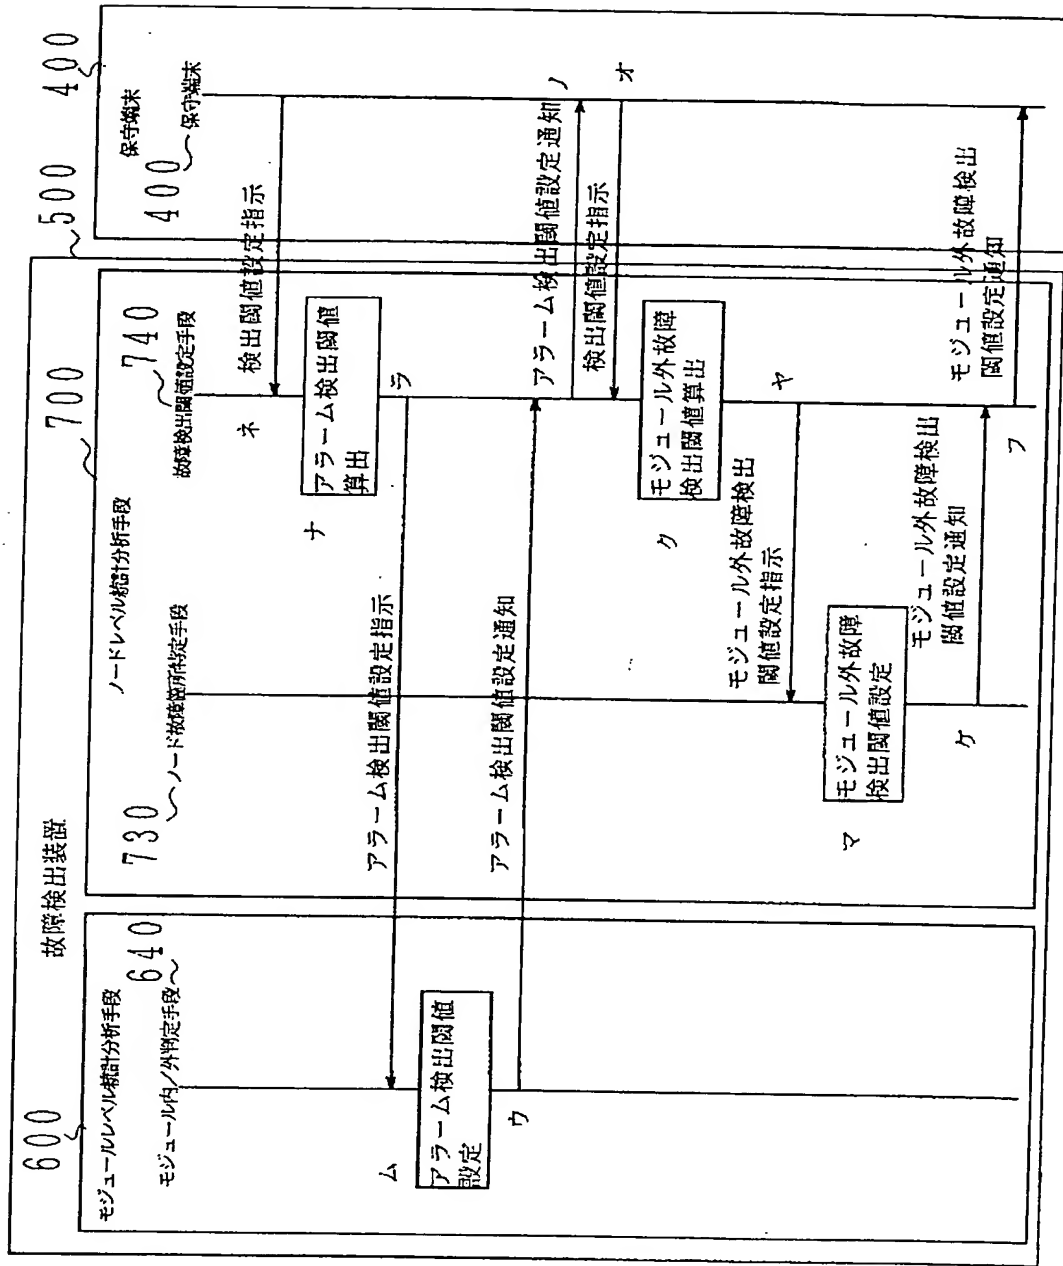 故障検出装置
500
400
600
モジュールレベル統計分析手段
モジュール内/外判定手段
640
700
ノードレベル統計分析手段
730
ノード故障箇所特定手段
740
故障検出閾値設定手段
保守端末
400
保守端末
検出閾値設定指示
ネ
アラーム検出閾値
算出
ナ
ラ
アラーム検出閾値設定指示
ム
アラーム検出閾値
設定
ウ
アラーム検出閾値設定通知
アラーム検出閾値設定通知
ノ
検出閾値設定指示
オ
モジュール外故障
検出閾値算出
ク
ヤ
モジュール外故障検出
閾値設定指示
モジュール外故障
検出閾値設定
マ
ケ
モジュール外故障検出
閾値設定通知
フ
モジュール外故障検出
閾値設定通知